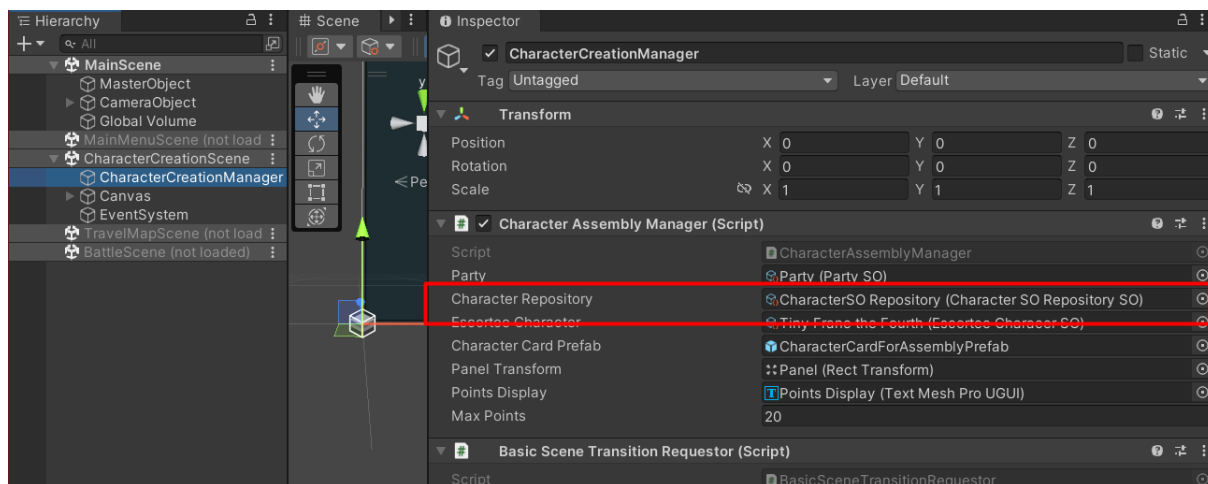 Hierarchy
All
MainScene
MasterObject
CameraObject
Global Volume
MainMenuScene (not load
CharacterCreationScene
CharacterCreationManager
Canvas
EventSystem
TravelMapScene (not load
BattleScene (not loaded)
Scene
y
<Pe
Inspector
CharacterCreationManager
Static
Tag Untagged Layer Default
Transform
Position X 0 Y 0 Z 0
Rotation X 0 Y 0 Z 0
Scale X 1 Y 1 Z 1
Character Assembly Manager (Script)
Script CharacterAssemblyManager
Party Party (Party SO)
Character Repository CharacterSO Repository (Character SO Repository SO)
Escortee Character Tiny Franc the Fourth (Escortee Characer SO)
Character Card Prefab CharacterCardForAssemblyPrefab
Panel Transform Panel (Rect Transform)
Points Display Points Display (Text Mesh Pro UGUI)
Max Points 20
Basic Scene Transition Requestor (Script)
Script BasicSceneTransitionRequestor